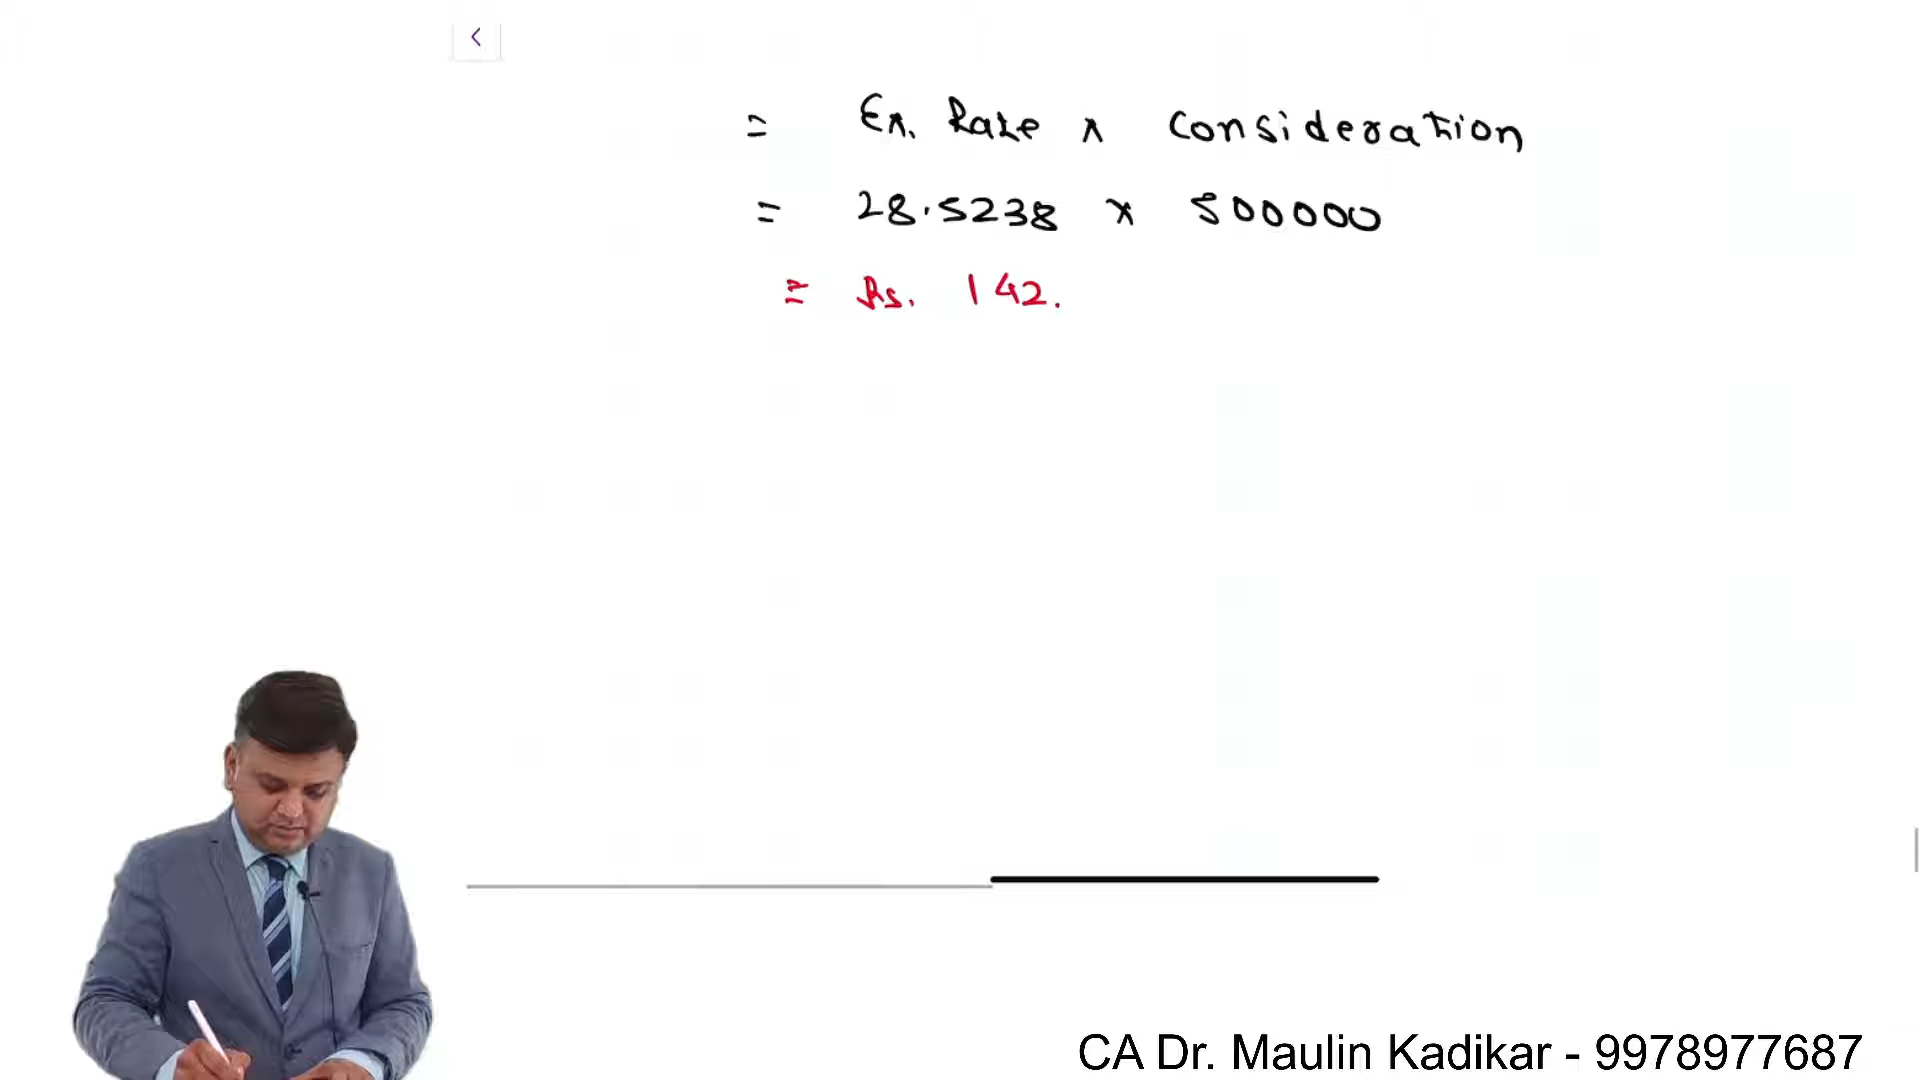 = Ex. Rate x Consideration
= 28.5238 x 500000
= Rs. 142.
CA Dr. Maulin Kadikar - 9978977687